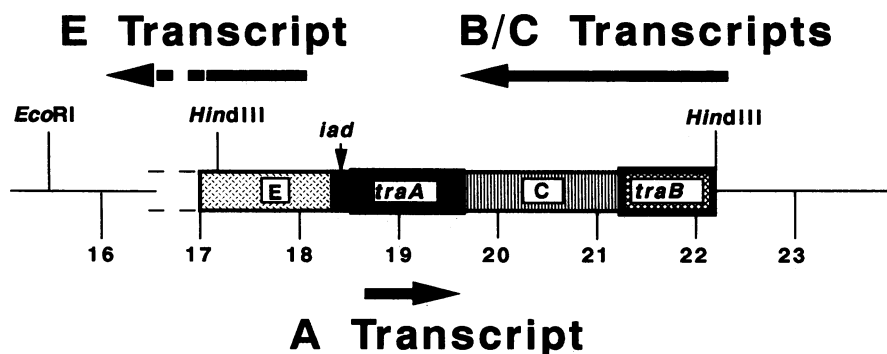 E Transcript B/C Transcripts
EcoRI HindIII iad HindIII
E traA C traB
16 17 18 19 20 21 22 23
A Transcript